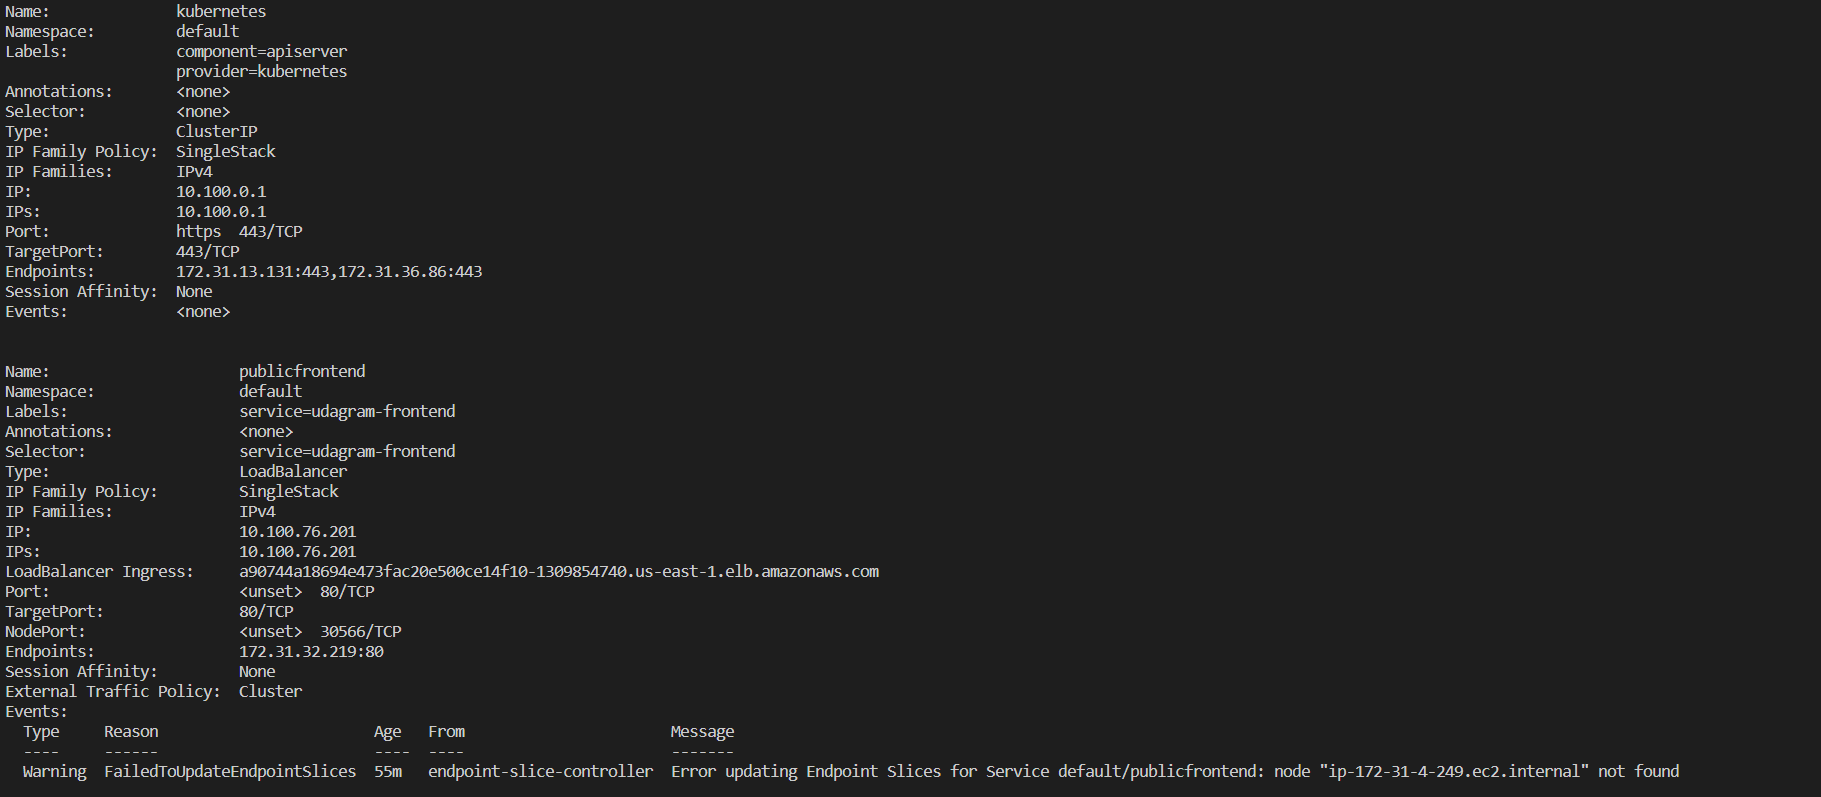 Name:              kubernetes
Namespace:         default
Labels:            component=apiserver
                   provider=kubernetes
Annotations:       <none>
Selector:          <none>
Type:              ClusterIP
IP Family Policy:  SingleStack
IP Families:       IPv4
IP:                10.100.0.1
IPs:               10.100.0.1
Port:              https  443/TCP
TargetPort:        443/TCP
Endpoints:         172.31.13.131:443,172.31.36.86:443
Session Affinity:  None
Events:            <none>
Name:                     publicfrontend
Namespace:                default
Labels:                   service=udagram-frontend
Annotations:              <none>
Selector:                 service=udagram-frontend
Type:                     LoadBalancer
IP Family Policy:         SingleStack
IP Families:              IPv4
IP:                       10.100.76.201
IPs:                      10.100.76.201
LoadBalancer Ingress:     a90744a18694e473fac20e500ce14f10-1309854740.us-east-1.elb.amazonaws.com
Port:                     <unset>  80/TCP
TargetPort:               80/TCP
NodePort:                 <unset>  30566/TCP
Endpoints:                172.31.32.219:80
Session Affinity:         None
External Traffic Policy:  Cluster
Events:
  Type     Reason                        Age   From                       Message
  ----     ------                        ----  ----                       -------
  Warning  FailedToUpdateEndpointSlices  55m   endpoint-slice-controller  Error updating Endpoint Slices for Service default/publicfrontend: node "ip-172-31-4-249.ec2.internal" not found